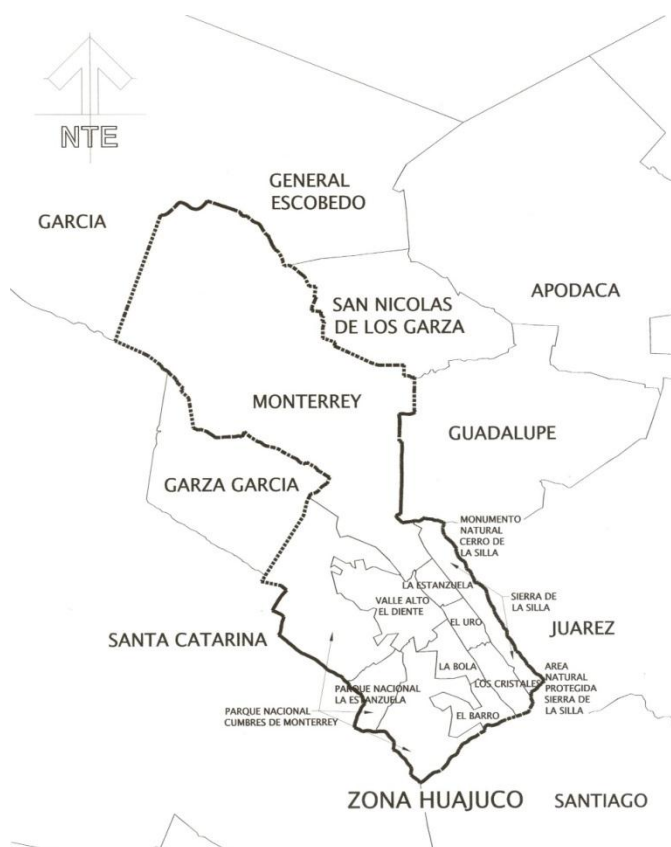 NTE
GENERAL
ESCOBEDO
GARCIA
APODACA
SAN NICOLAS
DE LOS GARZA
MONTERREY
GUADALUPE
GARZA GARCIA
MONUMENTO
NATURAL
CERRO DE
LA SILLA
LA ESTANZUELA
SIERRA DE
LA SILLA
VALLE ALTO
EL DIENTE
EL URO
JUAREZ
SANTA CATARINA
LA BOLA
AREA
NATURAL
PROTEGIDA
SIERRA DE
LA SILLA
LOS CRISTALES
PARQUE NACIONAL
LA ESTANZUELA
PARQUE NACIONAL
CUMBRES DE MONTERREY
EL BARRO
ZONA HUAJUCO
SANTIAGO